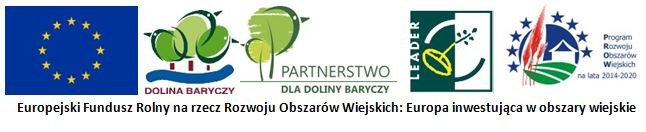 DOLINA BARYCZY
PARTNERSTWO
DLA DOLINY BARYCZY
LEADER
Program
Rozwoju
Obszarów
Wiejskich
na lata 2014-2020
Europejski Fundusz Rolny na rzecz Rozwoju Obszarów Wiejskich: Europa inwestująca w obszary wiejskie